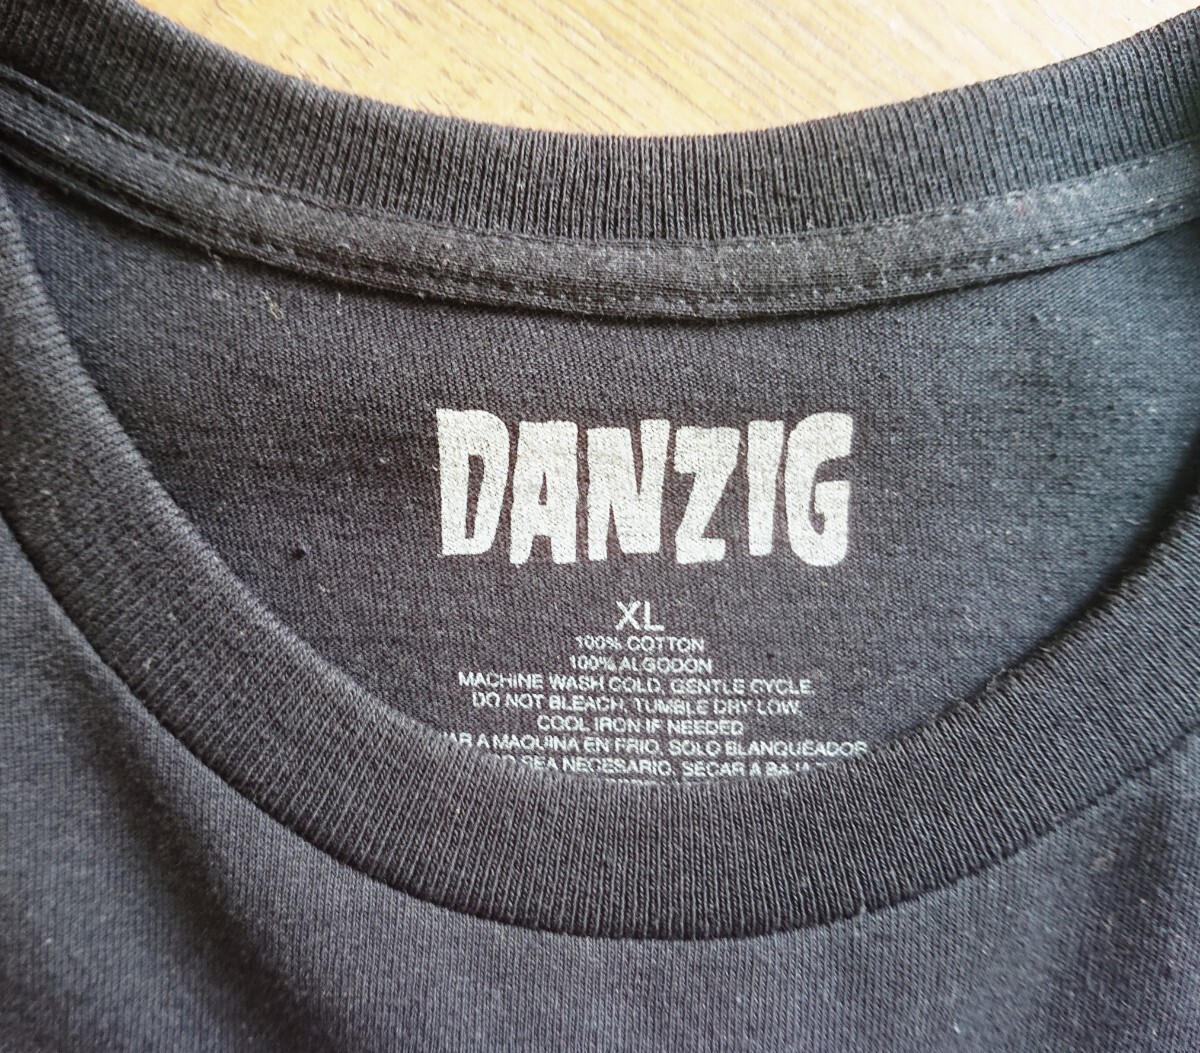 DANZIG
XL
100% COTTON
100% ALGODON
MACHINE WASH COLD, GENTLE CYCLE,
DO NOT BLEACH, TUMBLE DRY LOW,
COOL IRON IF NEEDED
A MAQUINA EN FRIO, SOLO BLANQUEADOR
SEA NECESARIO, SECAR A BAJA